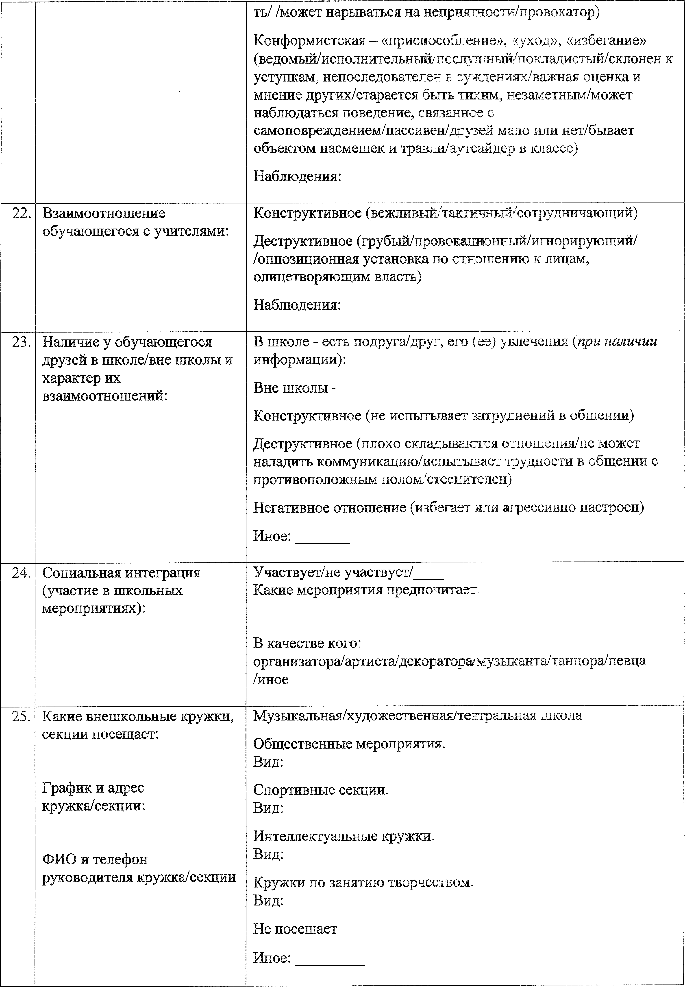 ть/ /может нарываться на неприятности/провокатор)
Конформистская – «приспособление», «уход», «избегание»
(ведомый/исполнительный/послушный/покладистый/склонен к
уступкам, непоследователен в суждениях/важная оценка и
мнение других/старается быть тихим, незаметным/может
наблюдаться поведение, связанное с
самоповреждением/пассивен/друзей мало или нет/бывает
объектом насмешек и травли/аутсайдер в классе)
Наблюдения:
22.
Взаимоотношение
обучающегося с учителями:
Конструктивное (вежливый/тактичный/сотрудничающий)
Деструктивное (грубый/провокационный/игнорирующий/
/оппозиционная установка по отношению к лицам,
олицетворяющим власть)
Наблюдения:
23.
Наличие у обучающегося
друзей в школе/вне школы и
характер их
взаимоотношений:
В школе - есть подруга/друг, его (ее) увлечения (при наличии
информации):
Вне школы -
Конструктивное (не испытывает затруднений в общении)
Деструктивное (плохо складываются отношения/не может
наладить коммуникацию/испытывает трудности в общении с
противоположным полом/стеснителен)
Негативное отношение (избегает или агрессивно настроен)
Иное: _______
24.
Социальная интеграция
(участие в школьных
мероприятиях):
Участвует/не участвует/____
Какие мероприятия предпочитает:
В качестве кого:
организатора/артиста/декоратора/музыканта/танцора/певца
/иное
25.
Какие внешкольные кружки,
секции посещает:
График и адрес
кружка/секции:
ФИО и телефон
руководителя кружка/секции
Музыкальная/художественная/театральная школа
Общественные мероприятия.
Вид:
Спортивные секции.
Вид:
Интеллектуальные кружки.
Вид:
Кружки по занятию творчеством.
Вид:
Не посещает
Иное: _________